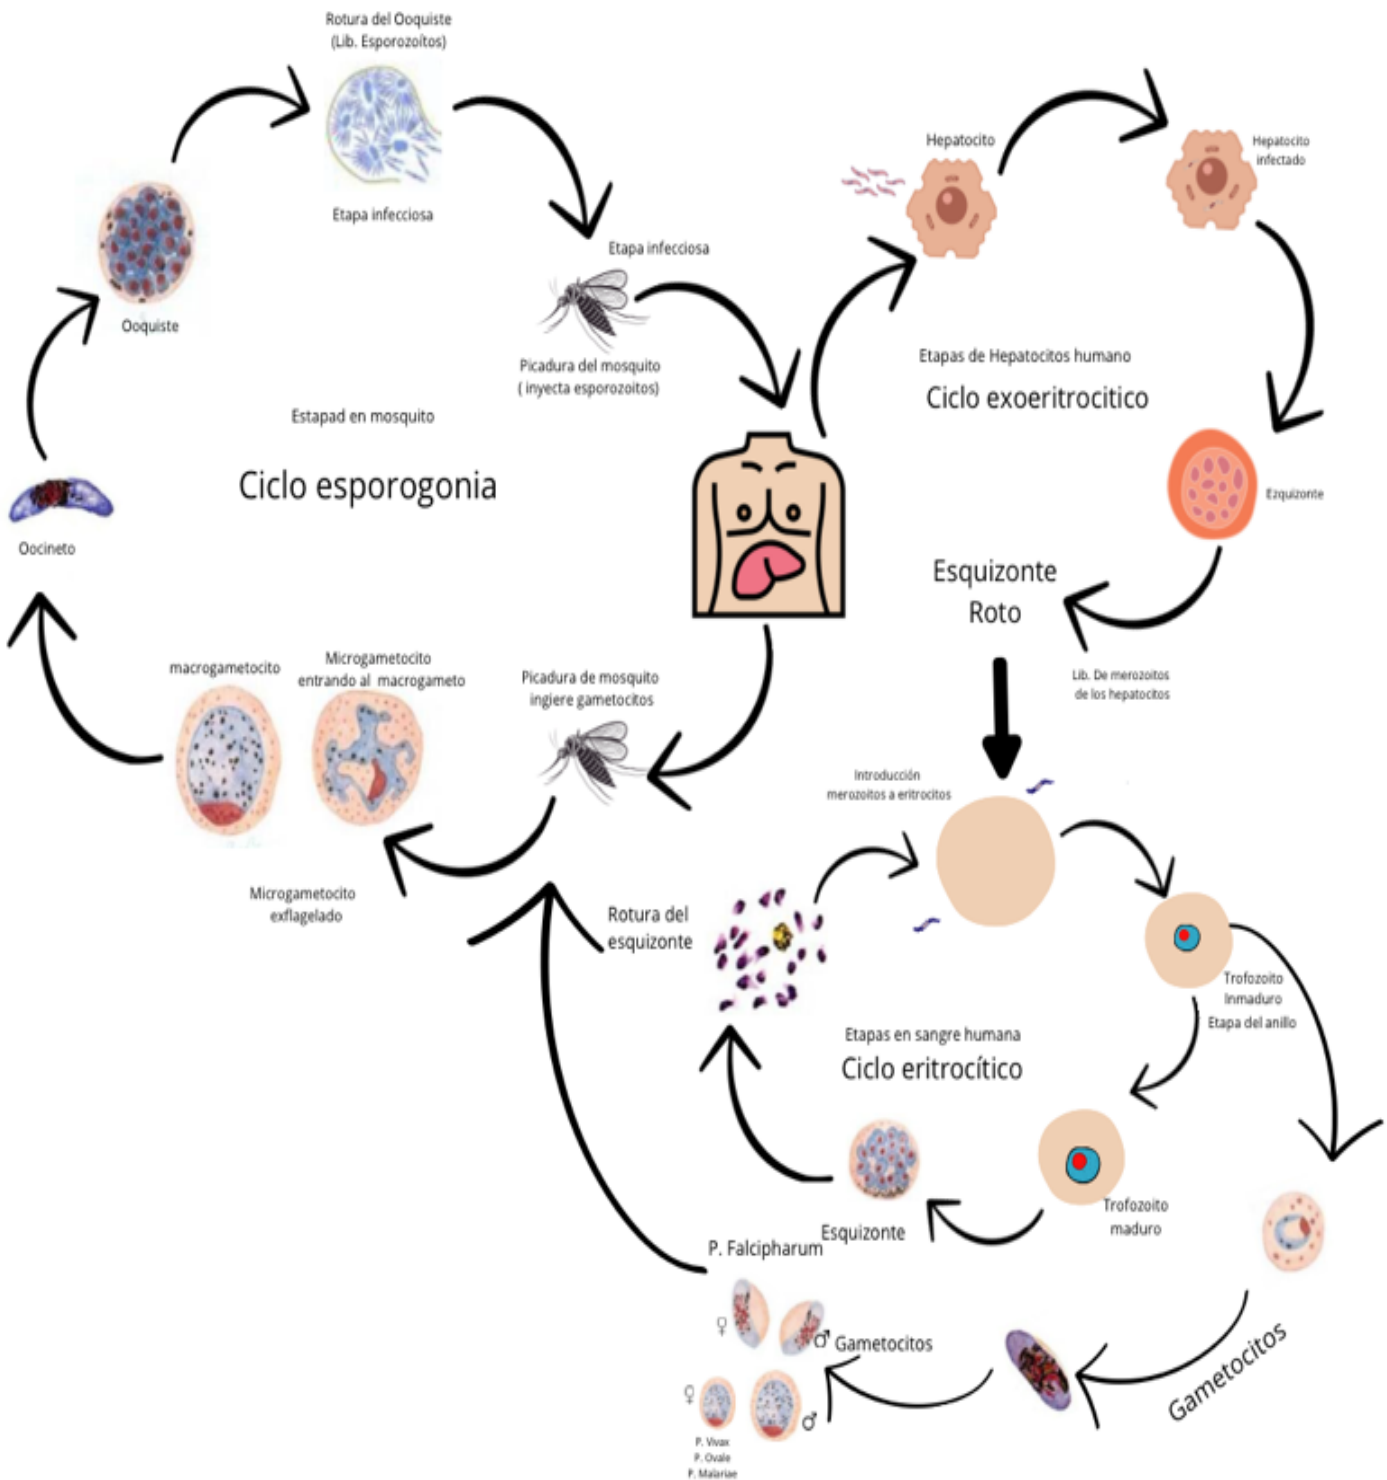 Rotura del Ooquiste
(Lib. Esporozoítos)
Etapa infecciosa
Ooquiste
Etapa infecciosa
Picadura del mosquito
( inyecta esporozoitos)
Estapad en mosquito
Ciclo esporogonia
Oocineto
macrogametocito
Microgametocito
entrando al macrogameto
Microgametocito
exflagelado
Picadura de mosquito
ingiere gametocitos
Hepatocito
Hepatocito
infectado
Etapas de Hepatocitos humano
Ciclo exoeritrocitico
Ezquizonte
Esquizonte
Roto
Lib. De merozoitos
de los hepatocitos
Introducción
merozoitos a eritrocitos
Rotura del
esquizonte
Trofozoito
Inmaduro
Etapa del anillo
Etapas en sangre humana
Ciclo eritrocítico
Trofozoito
maduro
Esquizonte
P. Falcipharum
♀
♂ Gametocitos
♀
♂
P. Vivax
P. Ovale
P. Malariae
Gametocitos